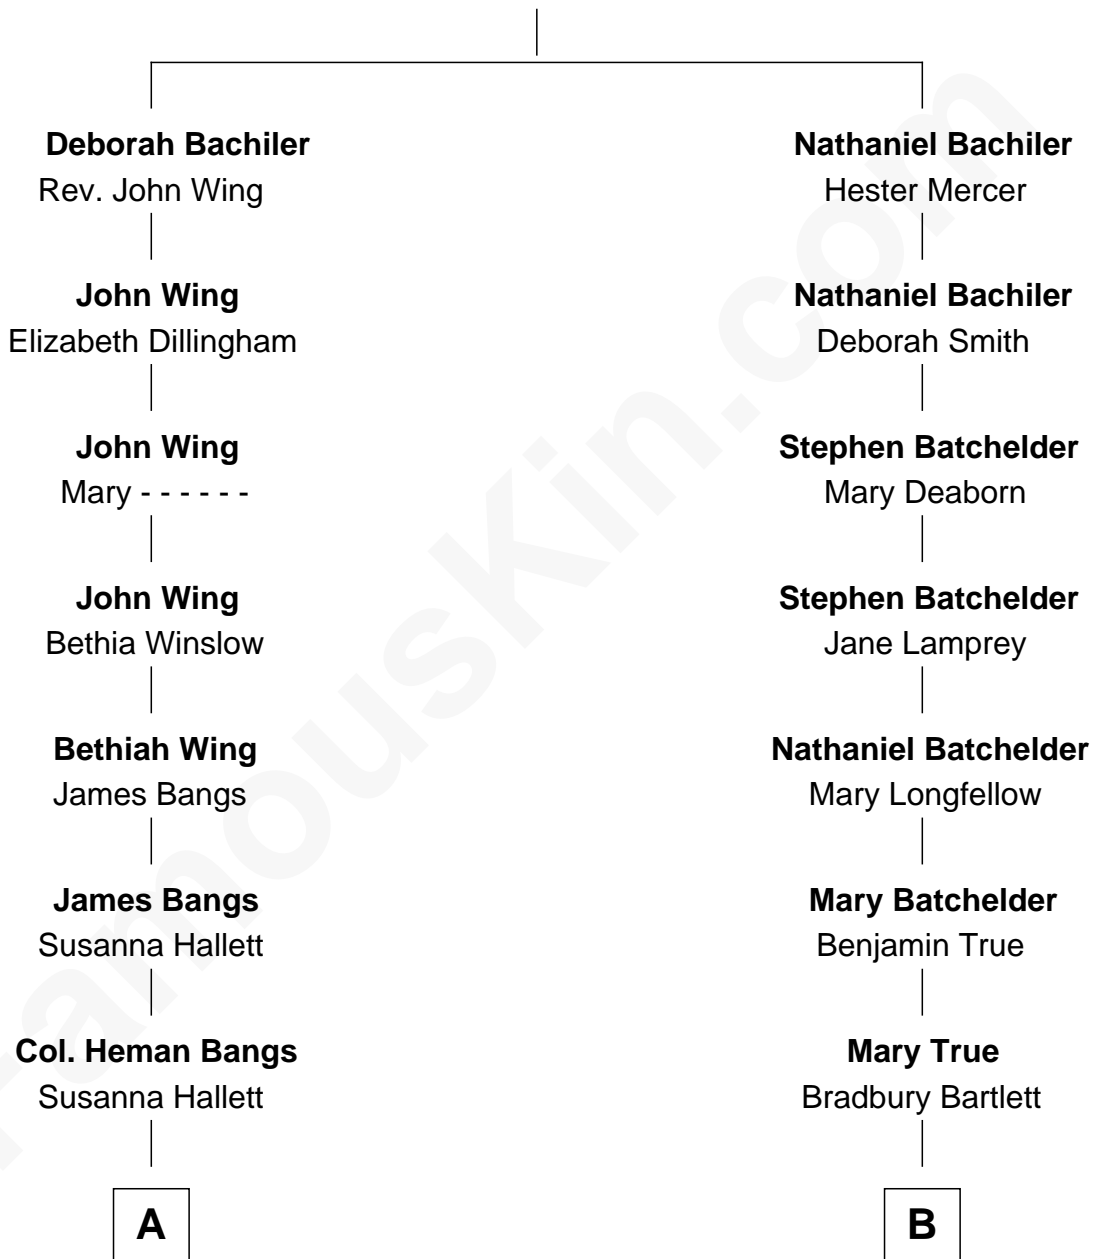 Deborah Bachiler
Rev. John Wing
John Wing
Elizabeth Dillingham
John Wing
Mary - - - - - -
John Wing
Bethia Winslow
Bethiah Wing
James Bangs
James Bangs
Susanna Hallett
Col. Heman Bangs
Susanna Hallett
A
Nathaniel Bachiler
Hester Mercer
Nathaniel Bachiler
Deborah Smith
Stephen Batchelder
Mary Deaborn
Stephen Batchelder
Jane Lamprey
Nathaniel Batchelder
Mary Longfellow
Mary Batchelder
Benjamin True
Mary True
Bradbury Bartlett
B
FamousKin.com